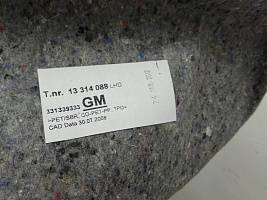 T.nr. 13 314 088 LHD
331339333 GM
>PET/SBR, CO-PET-PP, TPO<
CAD Data 30.07.2008